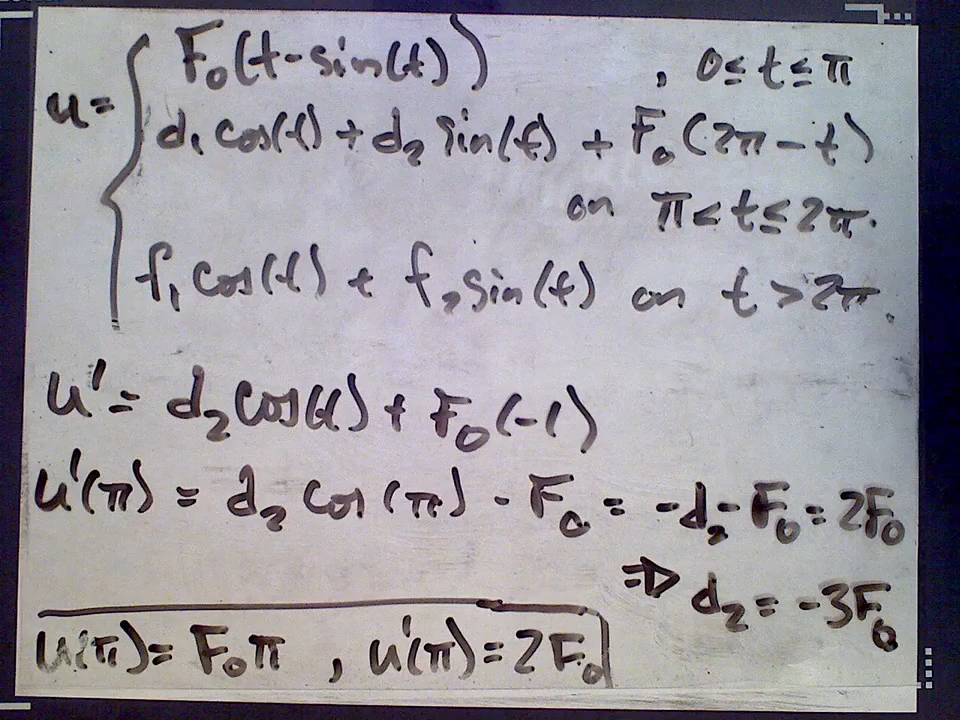 u = { F₀(t - sin(t)) , 0 ≤ t ≤ π
d₁ cos(t) + d₂ sin(t) + F₀(2π - t)
on π < t ≤ 2π.
f₁ cos(t) + f₂ sin(t) on t > 2π.
u' = d₂ cos(t) + F₀(-1)
u'(π) = d₂ cos(π) - F₀ = -d₂ - F₀ = 2F₀
⇒ d₂ = -3F₀
u(π) = F₀π , u'(π) = 2F₀